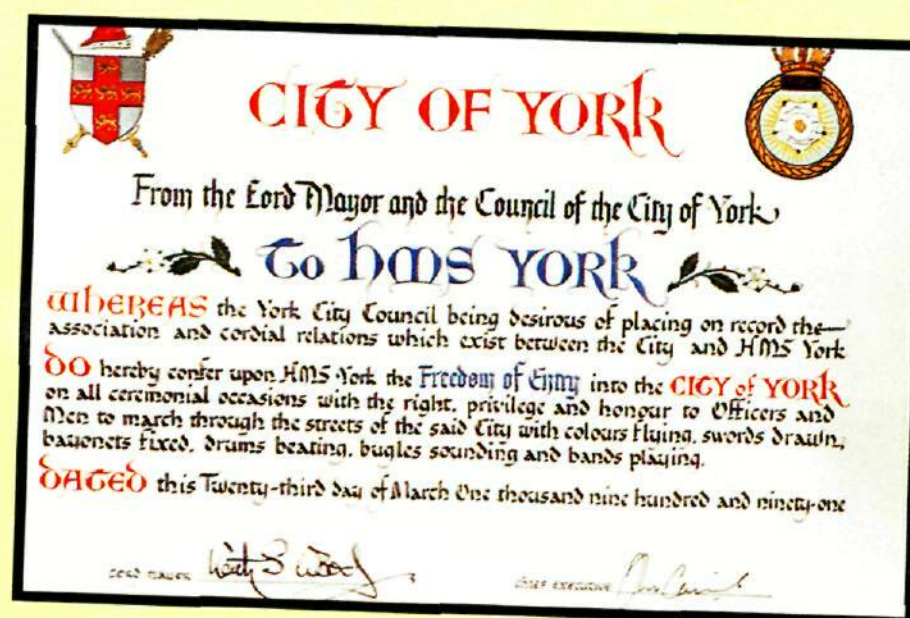 CITY OF YORK
From the Lord Mayor and the Council of the City of York
To HMS YORK
WHEREAS the York City Council being desirous of placing on record the
association and cordial relations which exist between the City and HMS York
DO hereby confer upon HMS York the Freedom of Entry into the CITY of YORK
on all ceremonial occasions with the right, privilege and honour to Officers and
Men to march through the streets of the said City with colours flying, swords drawn,
bayonets fixed, drums beating, bugles sounding and bands playing.
DATED this Twenty-third day of March One thousand nine hundred and ninety-one
LORD MAYOR
CHIEF EXECUTIVE